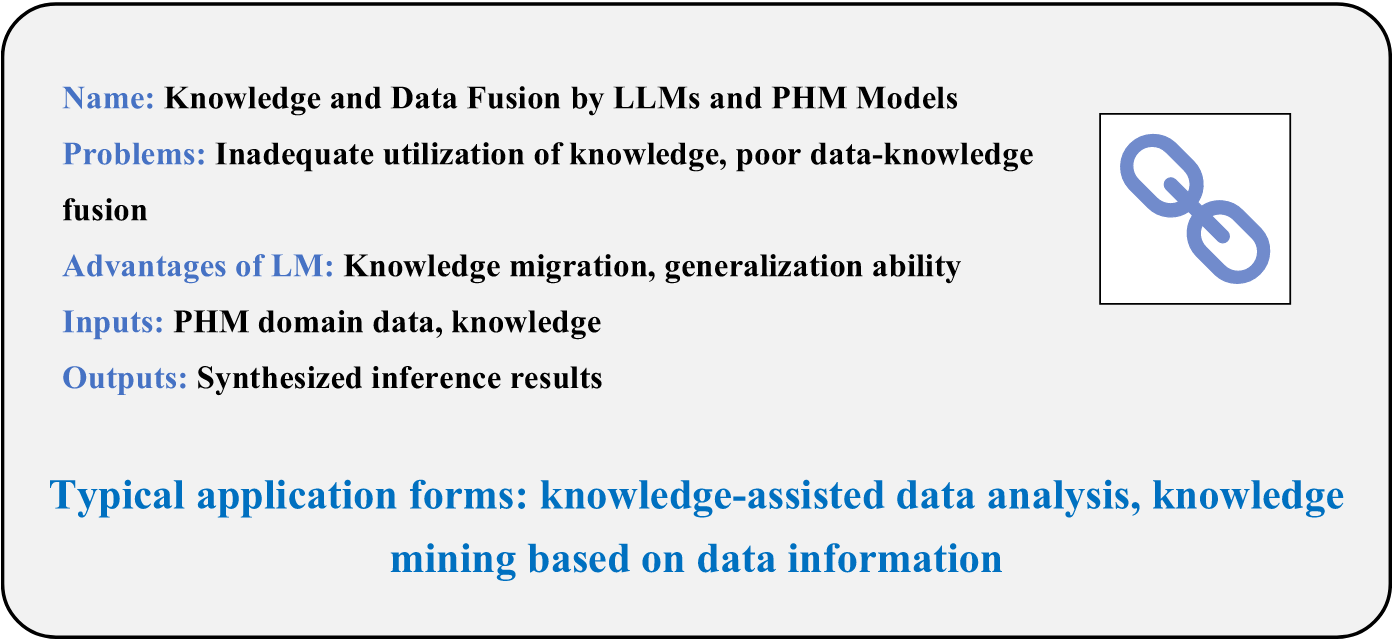 Name: Knowledge and Data Fusion by LLMs and PHM Models
Problems: Inadequate utilization of knowledge, poor data-knowledge
fusion
Advantages of LM: Knowledge migration, generalization ability
Inputs: PHM domain data, knowledge
Outputs: Synthesized inference results
Typical application forms: knowledge-assisted data analysis, knowledge
mining based on data information